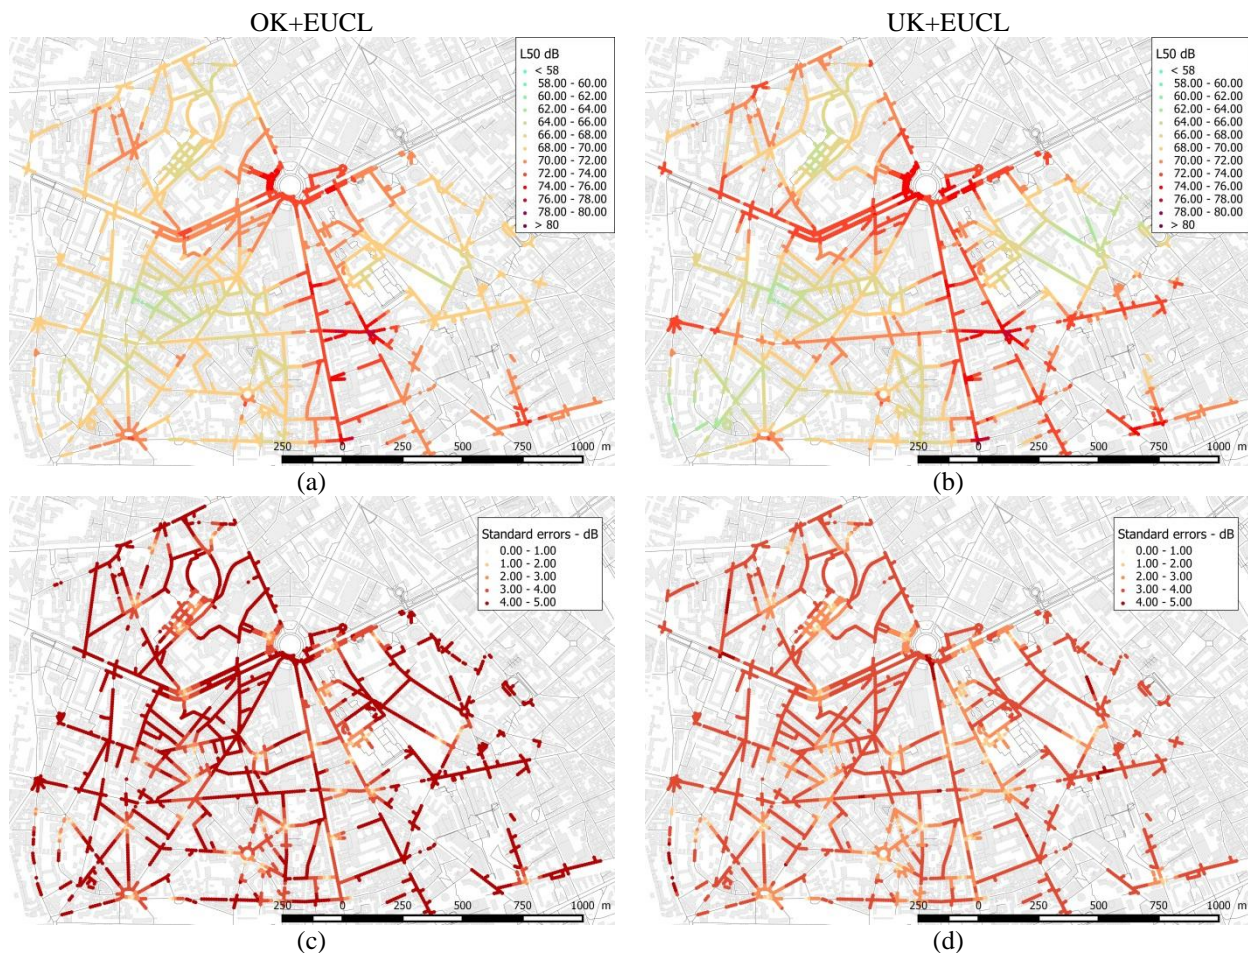 OK+EUCL
UK+EUCL
L50 dB
< 58
58.00 - 60.00
60.00 - 62.00
62.00 - 64.00
64.00 - 66.00
66.00 - 68.00
68.00 - 70.00
70.00 - 72.00
72.00 - 74.00
74.00 - 76.00
76.00 - 78.00
78.00 - 80.00
> 80
250 0 250 500 750 1000 m
(a)
L50 dB
< 58
58.00 - 60.00
60.00 - 62.00
62.00 - 64.00
64.00 - 66.00
66.00 - 68.00
68.00 - 70.00
70.00 - 72.00
72.00 - 74.00
74.00 - 76.00
76.00 - 78.00
78.00 - 80.00
> 80
250 0 250 500 750 1000 m
(b)
Standard errors - dB
0.00 - 1.00
1.00 - 2.00
2.00 - 3.00
3.00 - 4.00
4.00 - 5.00
250 0 250 500 750 1000 m
(c)
Standard errors - dB
0.00 - 1.00
1.00 - 2.00
2.00 - 3.00
3.00 - 4.00
4.00 - 5.00
250 0 250 500 750 1000 m
(d)